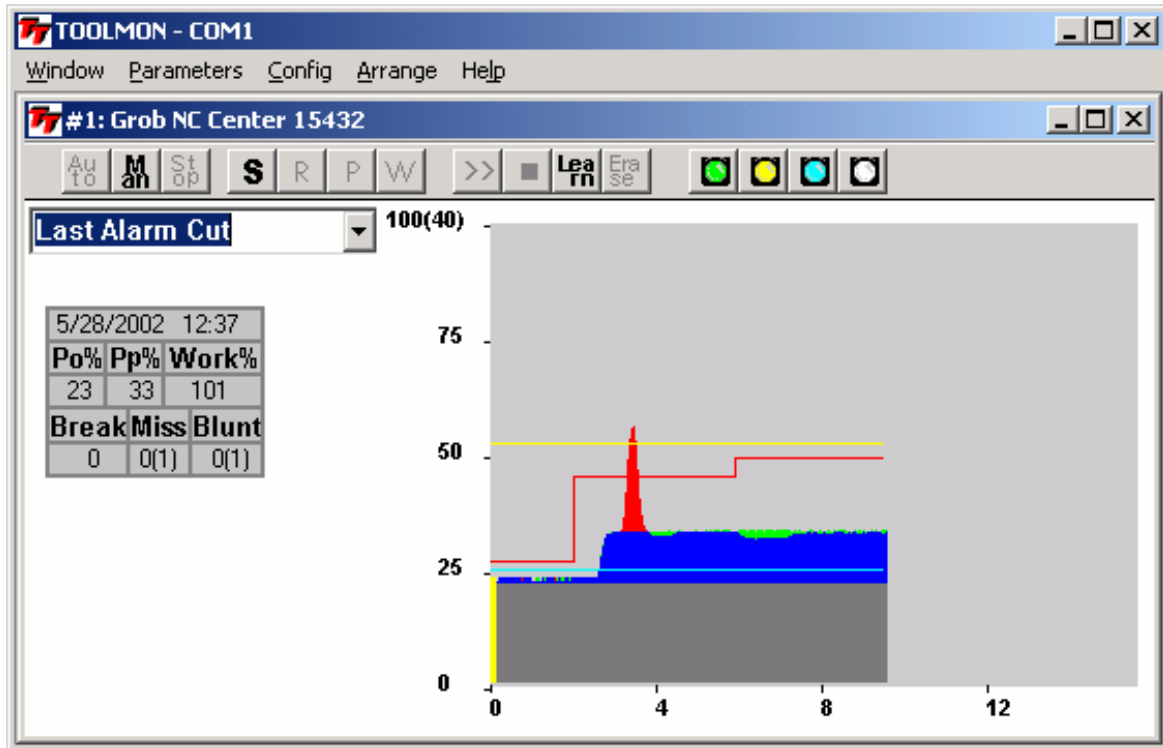 TT TOOLMON - COM1
Window Parameters Config Arrange Help
TT #1: Grob NC Center 15432
Au to M an St op S R P W >> Lea rn Era se
Last Alarm Cut
100(40)
75
50
25
0
0 4 8 12
5/28/2002 12:37
Po% Pp% Work%
23 33 101
Break Miss Blunt
0 0(1) 0(1)